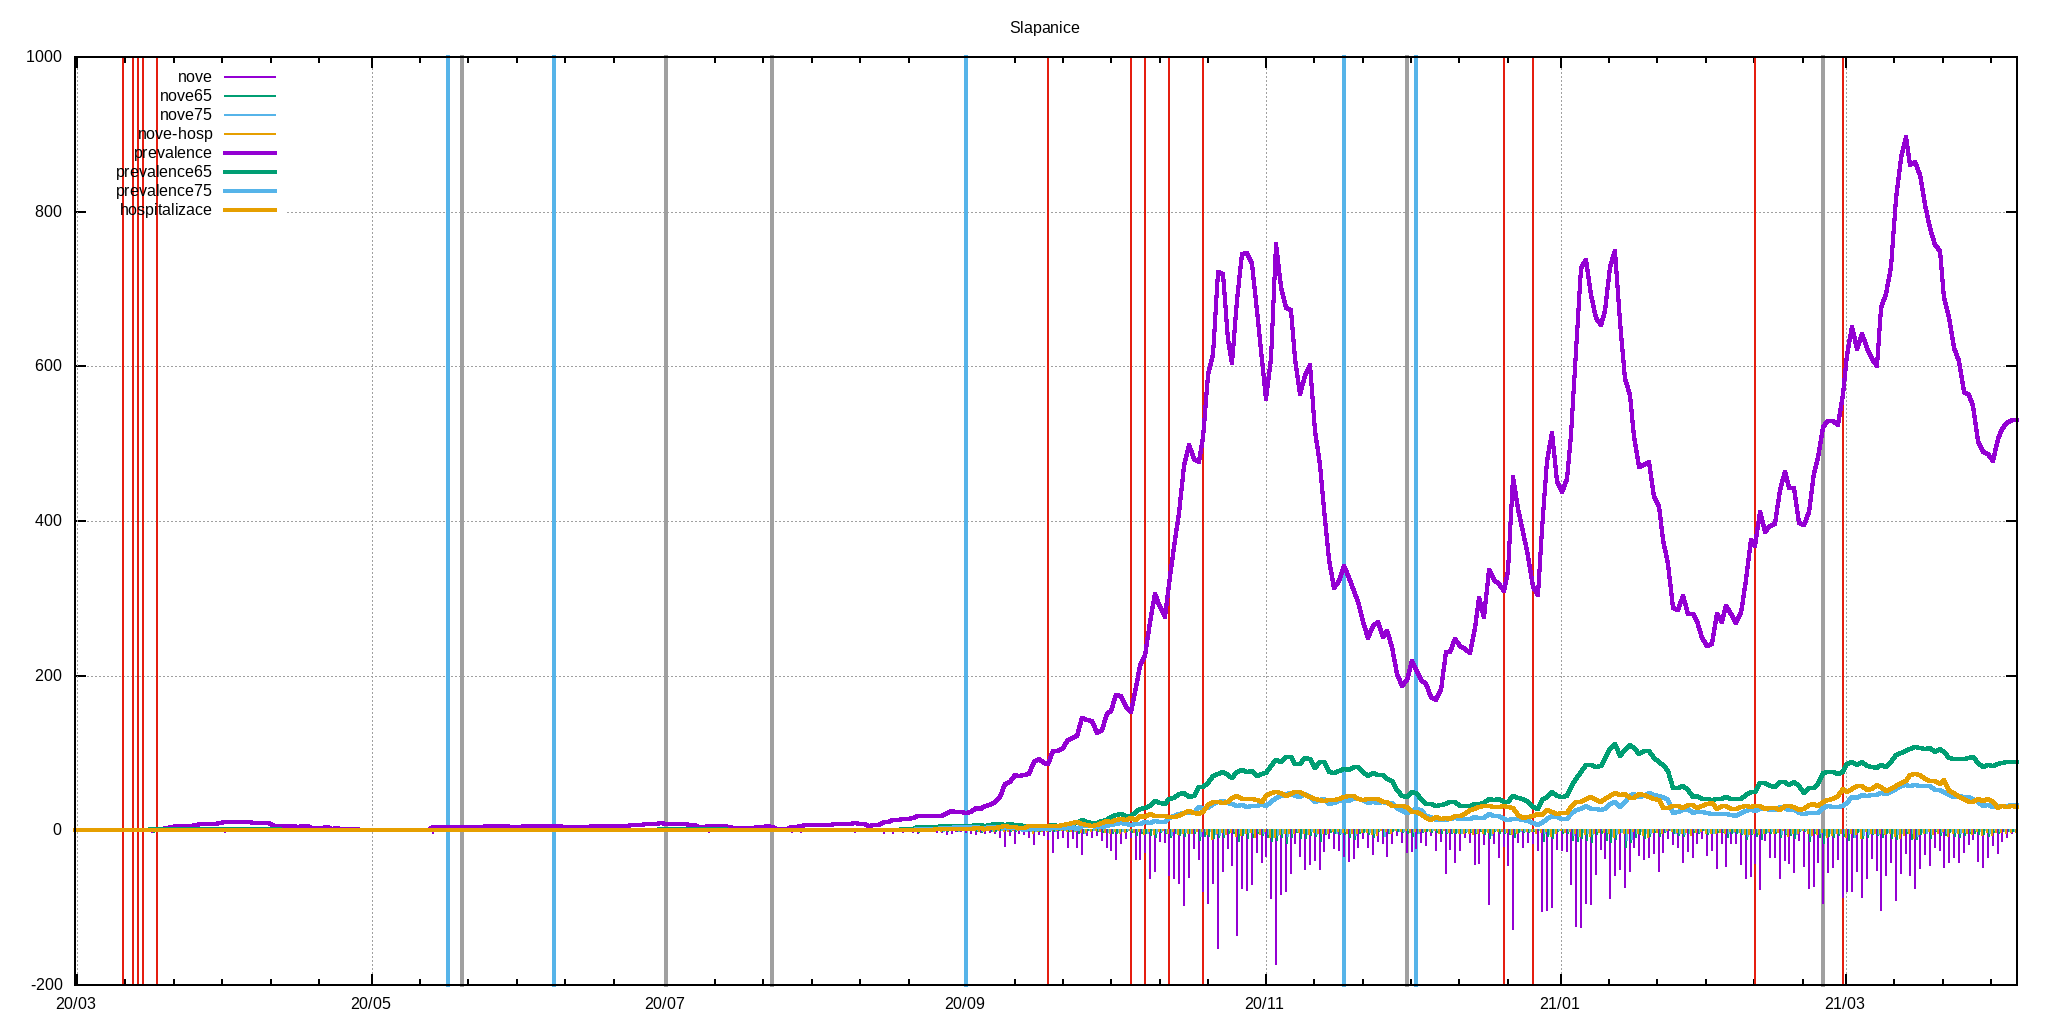 Slapanice
1000
800
600
400
200
0
-200
nove
nove65
nove75
nove-hosp
prevalence
prevalence65
prevalence75
hospitalizace
20/03 20/05 20/07 20/09 20/11 21/01 21/03